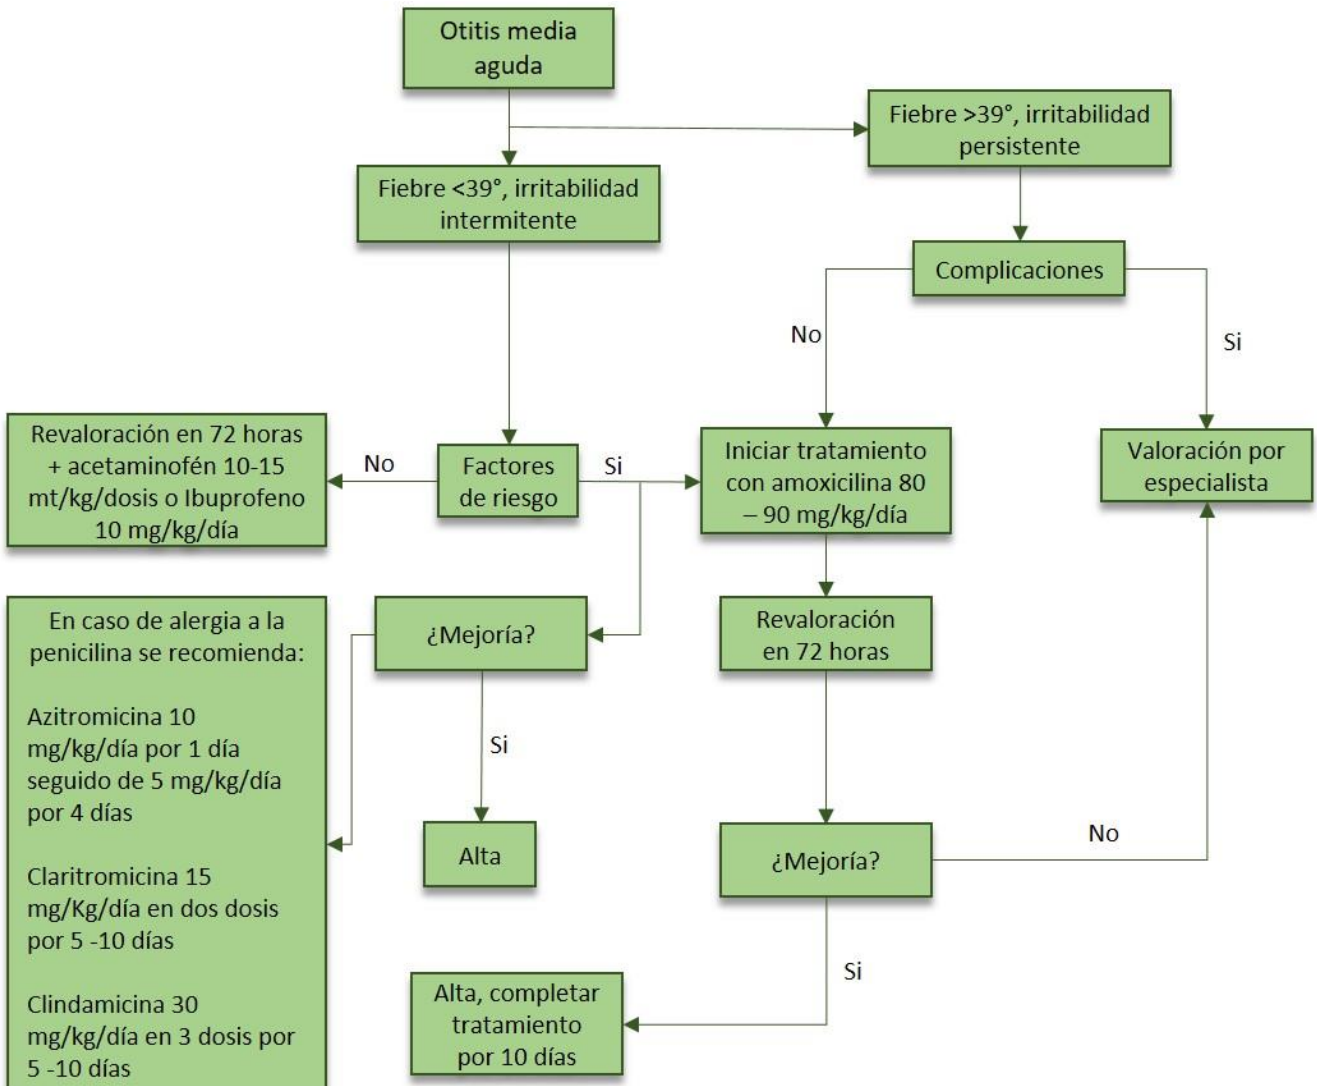 Otitis media
aguda
Fiebre >39°, irritabilidad
persistente
Fiebre <39°, irritabilidad
intermitente
Complicaciones
No
Si
Revaloración en 72 horas
+ acetaminofén 10-15
mt/kg/dosis o Ibuprofeno
10 mg/kg/día
No
Factores
de riesgo
Si
Iniciar tratamiento
con amoxicilina 80
– 90 mg/kg/día
Valoración por
especialista
En caso de alergia a la
penicilina se recomienda:
Azitromicina 10
mg/kg/día por 1 día
seguido de 5 mg/kg/día
por 4 días
Claritromicina 15
mg/Kg/día en dos dosis
por 5 -10 días
Clindamicina 30
mg/kg/día en 3 dosis por
5 -10 días
¿Mejoría?
Si
Alta
Revaloración
en 72 horas
¿Mejoría?
No
Si
Alta, completar
tratamiento
por 10 días